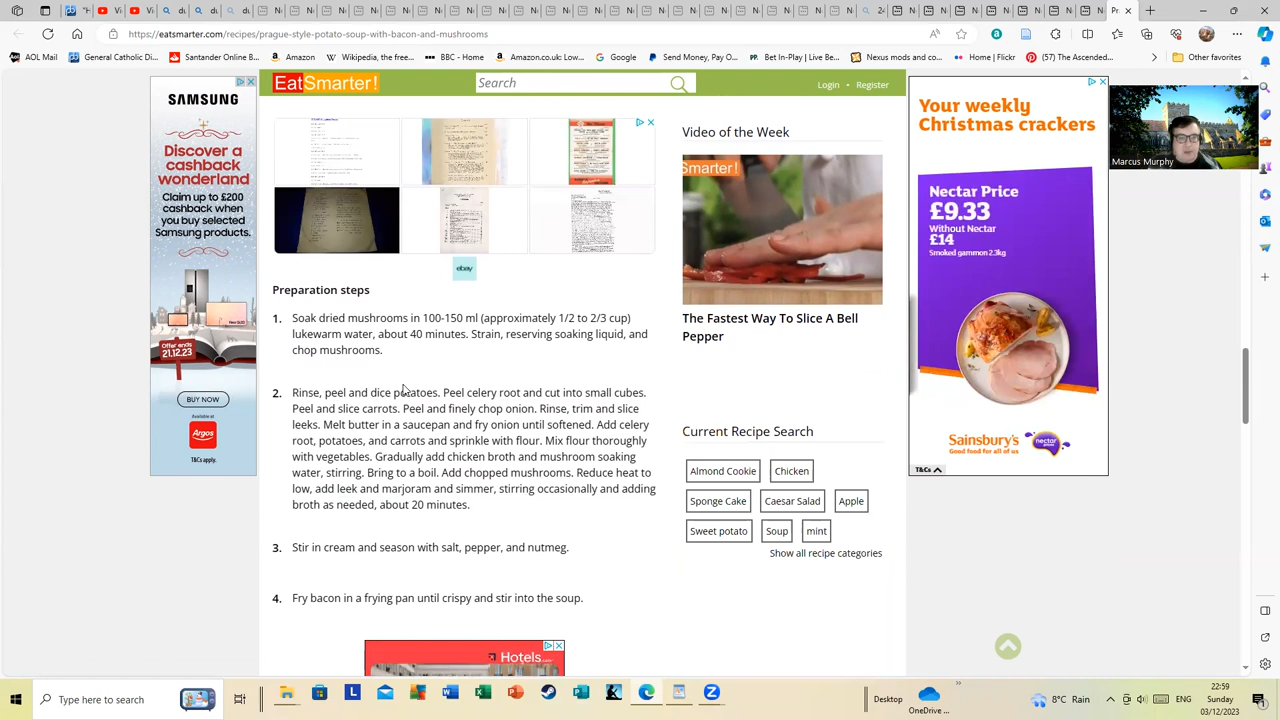 https://eatsmarter.com/recipes/prague-style-potato-soup-with-bacon-and-mushrooms
AOL Mail
General Catholic Di...
Santander Online B...
Amazon
Wikipedia, the free...
BBC - Home
Amazon.co.uk: Low...
Google
Send Money, Pay O...
Bet In-Play | Live Be...
Nexus mods and co...
Home | Flickr
(57) The Ascended...
Other favorites
EatSmarter!
Search
Login • Register
SAMSUNG
Discover a
cashback
wonderland
Claim up to £200
cashback when
you buy selected
Samsung products.
Offer ends
21.12.23
BUY NOW
Available at
Argos
T&Cs apply.
ebay
Preparation steps
1. Soak dried mushrooms in 100-150 ml (approximately 1/2 to 2/3 cup)
lukewarm water, about 40 minutes. Strain, reserving soaking liquid, and
chop mushrooms.
2. Rinse, peel and dice potatoes. Peel celery root and cut into small cubes.
Peel and slice carrots. Peel and finely chop onion. Rinse, trim and slice
leeks. Melt butter in a saucepan and fry onion until softened. Add celery
root, potatoes, and carrots and sprinkle with flour. Mix flour thoroughly
with vegetables. Gradually add chicken broth and mushroom soaking
water, stirring. Bring to a boil. Add chopped mushrooms. Reduce heat to
low, add leek and marjoram and simmer, stirring occasionally and adding
broth as needed, about 20 minutes.
3. Stir in cream and season with salt, pepper, and nutmeg.
4. Fry bacon in a frying pan until crispy and stir into the soup.
Hotels
Video of the Week
Smarter!
The Fastest Way To Slice A Bell
Pepper
Current Recipe Search
Almond Cookie
Chicken
Sponge Cake
Caesar Salad
Apple
Sweet potato
Soup
mint
Show all recipe categories
Your weekly
Christmas crackers
Nectar Price
£9.33
Without Nectar
£14
Smoked gammon 2.3kg
Sainsbury's
Good food for all of us
nectar
T&Cs
Marcus Murphy
Type here to search
Desktop
OneDrive ...
8°C Rain
ENG
22:59
Sunday
03/12/2023